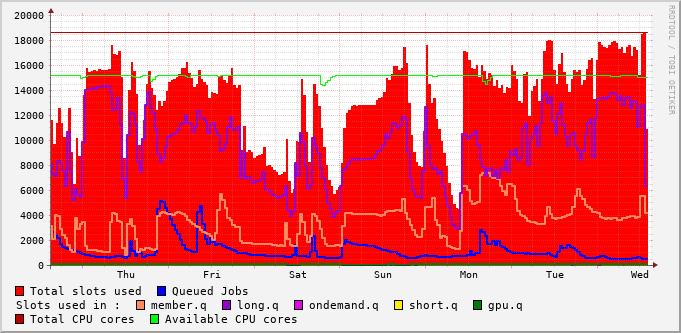 20000
18000
16000
14000
12000
10000
8000
6000
4000
2000
0
Thu Fri Sat Sun Mon Tue Wed
RRDTOOL / TOBI OETIKER
Total slots used Queued Jobs
Slots used in : member.q long.q ondemand.q short.q gpu.q
Total CPU cores Available CPU cores